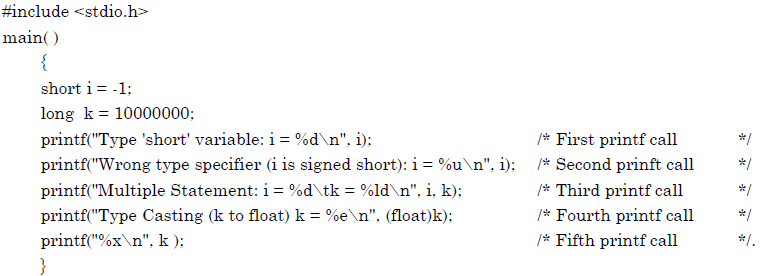 #include <stdio.h>
main( )
{
short i = -1;
long k = 10000000;
printf("Type 'short' variable: i = %d\n", i); /* First printf call */
printf("Wrong type specifier (i is signed short): i = %u\n", i); /* Second prinft call */
printf("Multiple Statement: i = %d\tk = %ld\n", i, k); /* Third printf call */
printf("Type Casting (k to float) k = %e\n", (float)k); /* Fourth printf call */
printf("%x\n", k ); /* Fifth printf call */.
}